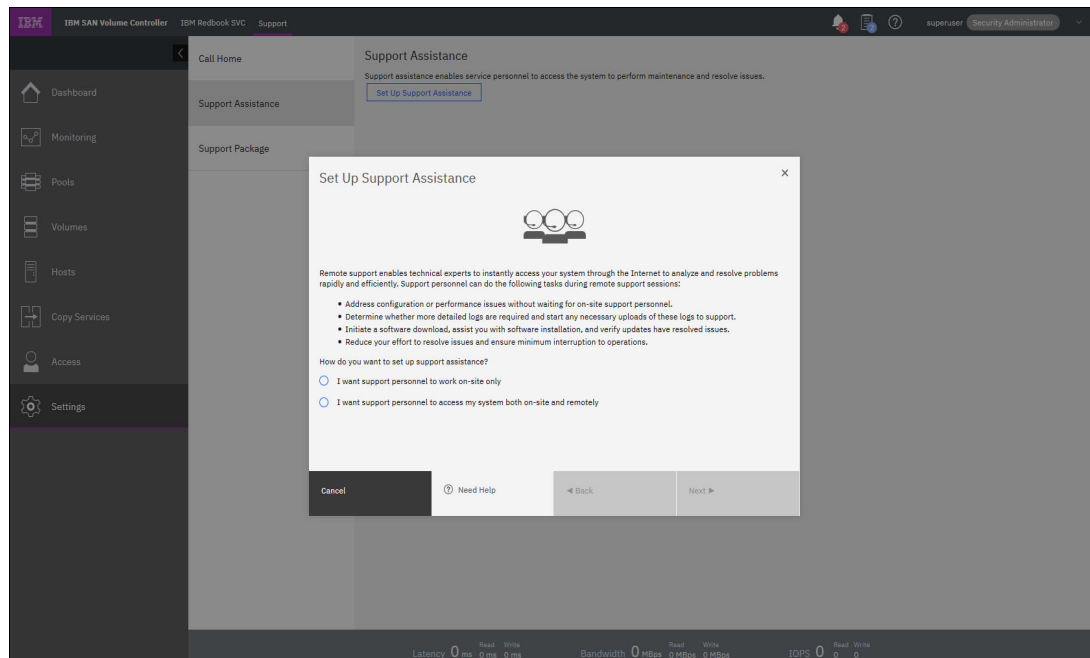 IBM IBM SAN Volume Controller IBM Redbook SVC Support 2 2 ? superuser Security Administrator
Call Home
Support Assistance
Support assistance enables service personnel to access the system to perform maintenance and resolve issues.
Set Up Support Assistance
Dashboard
Support Assistance
Monitoring
Support Package
Pools
Volumes
Hosts
Copy Services
Access
Settings
Set Up Support Assistance ×
Remote support enables technical experts to instantly access your system through the Internet to analyze and resolve problems
rapidly and efficiently. Support personnel can do the following tasks during remote support sessions:
• Address configuration or performance issues without waiting for on-site support personnel.
• Determine whether more detailed logs are required and start any necessary uploads of these logs to support.
• Initiate a software download, assist you with software installation, and verify updates have resolved issues.
• Reduce your effort to resolve issues and ensure minimum interruption to operations.
How do you want to set up support assistance?
I want support personnel to work on-site only
I want support personnel to access my system both on-site and remotely
Cancel ? Need Help ◄ Back Next ►
Read Write Read Write Read Write
Latency 0 ms 0 ms 0 ms Bandwidth 0 MBps 0 MBps 0 MBps IOPS 0 0 0